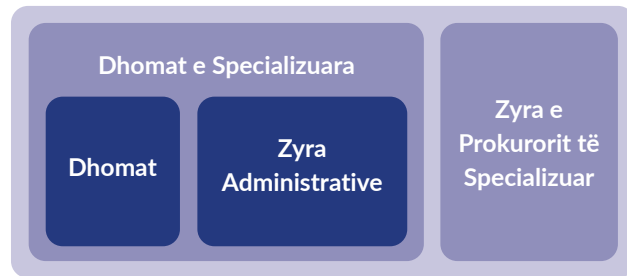 Dhomat e Specializuara
Dhomat
Zyra
Administrative
Zyra e
Prokurorit të
Specializuar